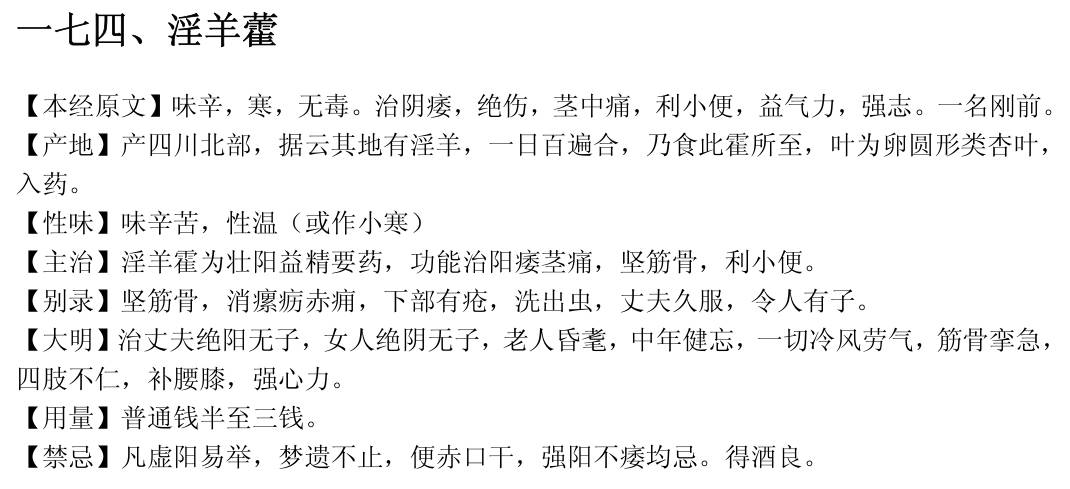 一七四、淫羊藿
【本经原文】味辛，寒，无毒。治阴痿，绝伤，茎中痛，利小便，益气力，强志。一名刚前。
【产地】产四川北部，据云其地有淫羊，一日百遍合，乃食此霍所至，叶为卵圆形类杏叶，
入药。
【性味】味辛苦，性温（或作小寒）
【主治】淫羊霍为壮阳益精要药，功能治阳痿茎痛，坚筋骨，利小便。
【别录】坚筋骨，消瘰疬赤痈，下部有疮，洗出虫，丈夫久服，令人有子。
【大明】治丈夫绝阳无子，女人绝阴无子，老人昏耄，中年健忘，一切冷风劳气，筋骨挛急，
四肢不仁，补腰膝，强心力。
【用量】普通钱半至三钱。
【禁忌】凡虚阳易举，梦遗不止，便赤口干，强阳不痿均忌。得酒良。